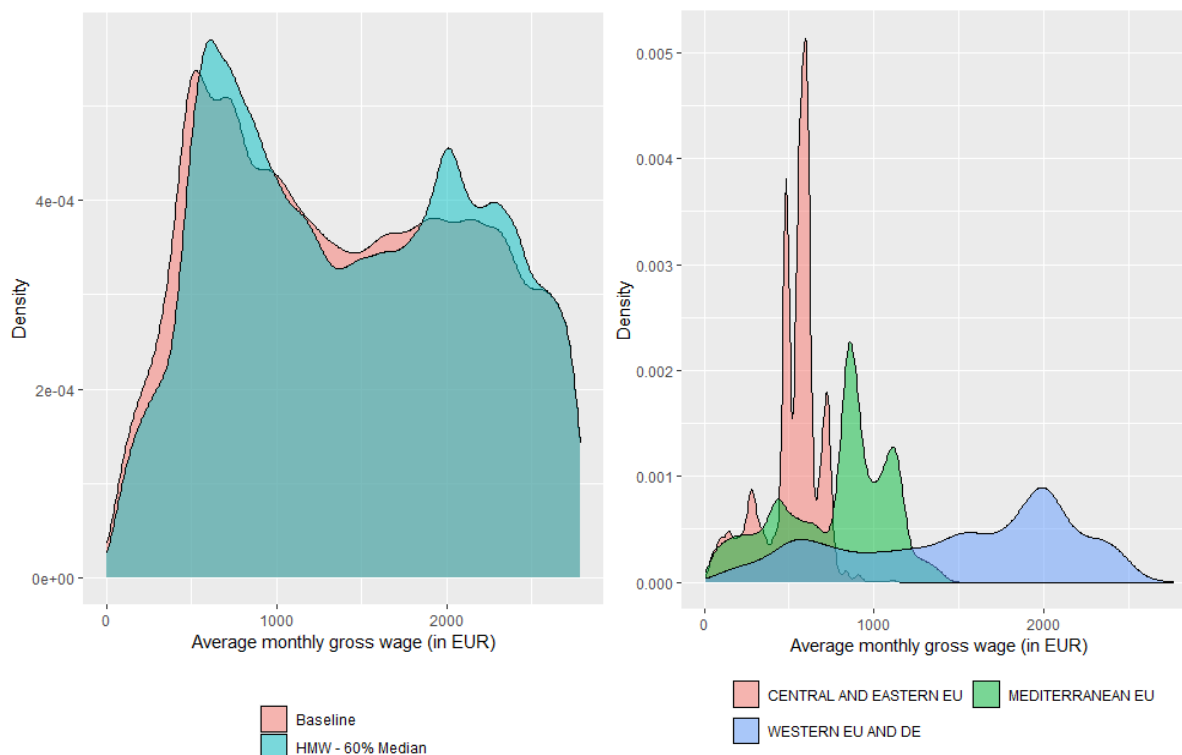 4e-04
2e-04
0e+00
Density
0
1000
2000
Average monthly gross wage (in EUR)
Baseline
HMW - 60% Median
0.005
0.004
0.003
0.002
0.001
0.000
Density
0
1000
2000
Average monthly gross wage (in EUR)
CENTRAL AND EASTERN EU
MEDITERRANEAN EU
WESTERN EU AND DE